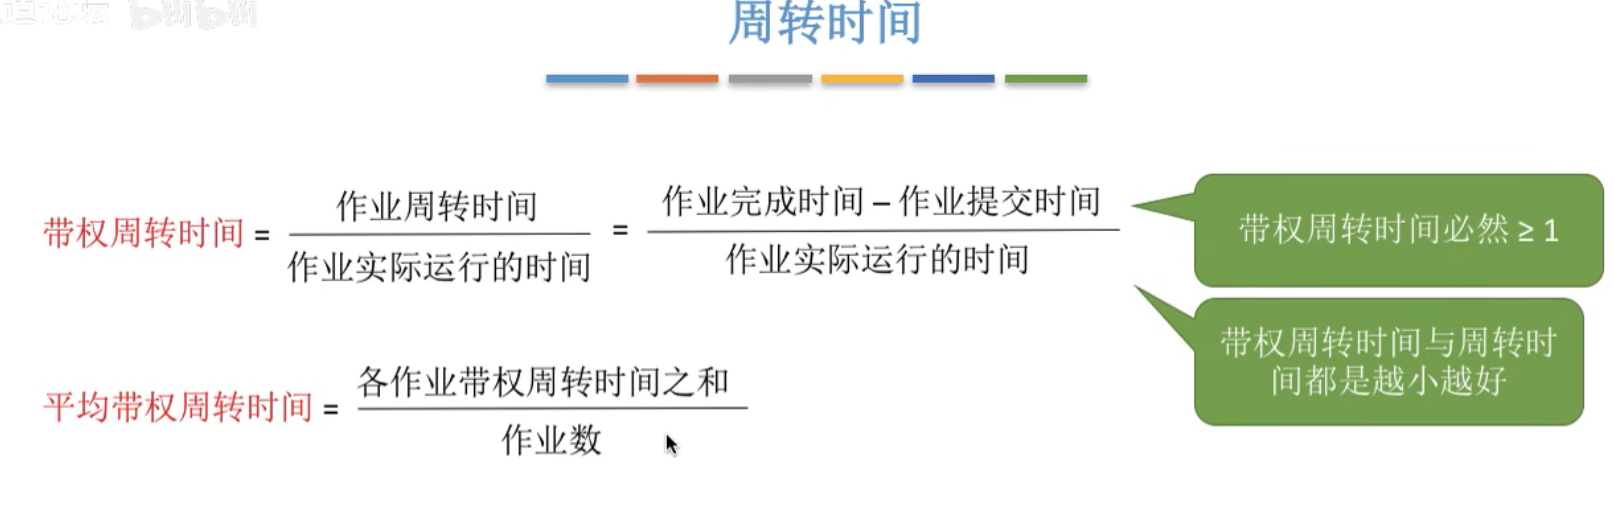 周转时间
带权周转时间 = 作业周转时间 / 作业实际运行的时间 = 作业完成时间 – 作业提交时间 / 作业实际运行的时间
带权周转时间必然 ≥ 1
带权周转时间与周转时
间都是越小越好
平均带权周转时间 = 各作业带权周转时间之和 / 作业数